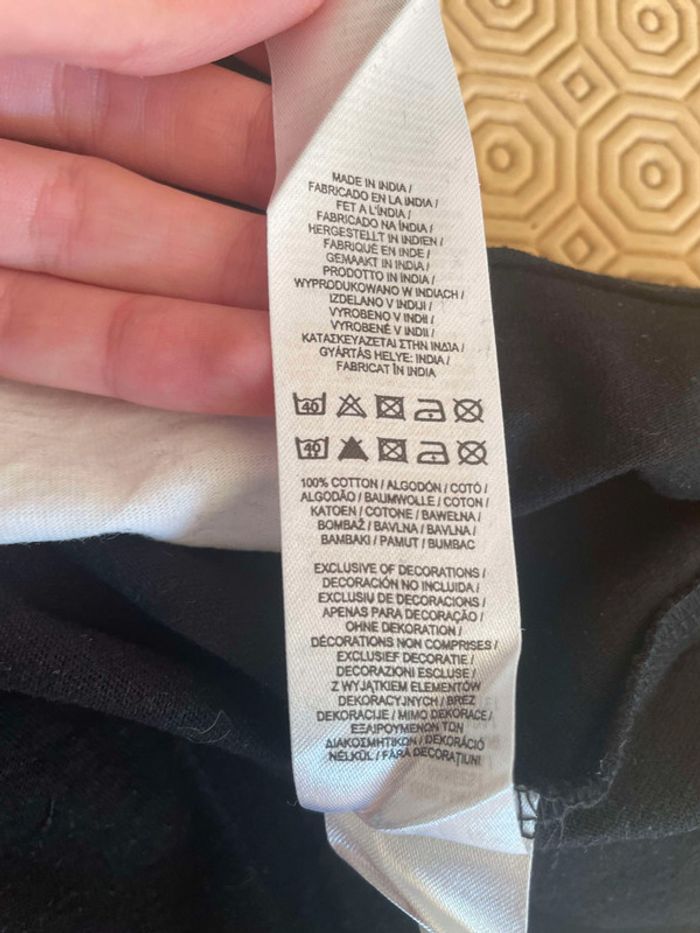 MADE IN INDIA /
FABRICADO EN LA INDIA /
FET A L'ÍNDIA /
FABRICADO NA ÍNDIA /
HERGESTELLT IN INDIEN /
FABRIQUÉ EN INDE /
GEMAAKT IN INDIA /
PRODOTTO IN INDIA /
WYPRODUKOWANO W INDIACH /
IZDELANO V INDIJI /
VYROBENO V INDII /
VYROBENÉ V INDII /
ΚΑΤΑΣΚΕΥΑΖΕΤΑΙ ΣΤΗΝ ΙΝΔΙΑ /
GYÁRTÁS HELYE: INDIA /
FABRICAT ÎN INDIA
40
40
100% COTTON / ALGODÓN / COTÓ /
ALGODÃO / BAUMWOLLE / COTON /
KATOEN / COTONE / BAWEŁNA /
BOMBAŽ / BAVLNA / BAVLNA /
BAMBAKI / PAMUT / BUMBAC
EXCLUSIVE OF DECORATIONS /
DECORACIÓN NO INCLUIDA /
EXCLUSIU DE DECORACIONS /
APENAS PARA DECORAÇÃO /
OHNE DEKORATION /
DÉCORATIONS NON COMPRISES /
EXCLUSIEF DECORATIE /
DECORAZIONI ESCLUSE /
Z WYJĄTKIEM ELEMENTÓW
DEKORACYJNYCH / BREZ
DEKORACIJE / MIMO DEKORACE /
ΕΞΑΙΡΟΥΜΕΝΩΝ ΤΩΝ
ΔΙΑΚΟΣΜΗΤΙΚΩΝ / DEKORÁCIÓ
NÉLKÜL / FĂRĂ DECORAŢIUNI